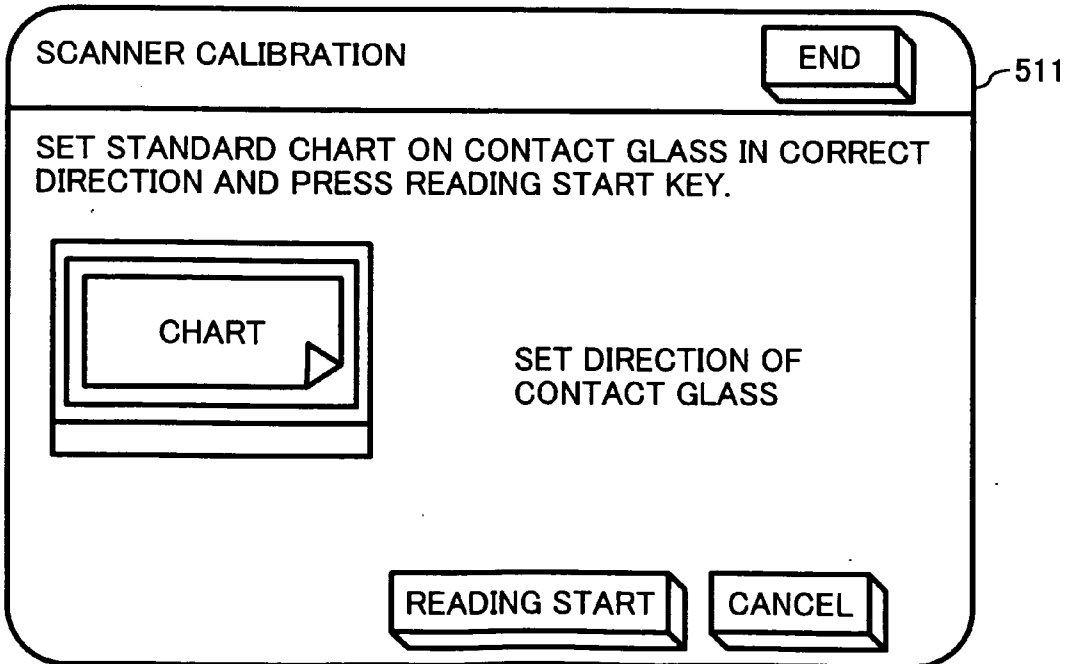 SCANNER CALIBRATION
END
511
SET STANDARD CHART ON CONTACT GLASS IN CORRECT
DIRECTION AND PRESS READING START KEY.
CHART
SET DIRECTION OF
CONTACT GLASS
READING START
CANCEL